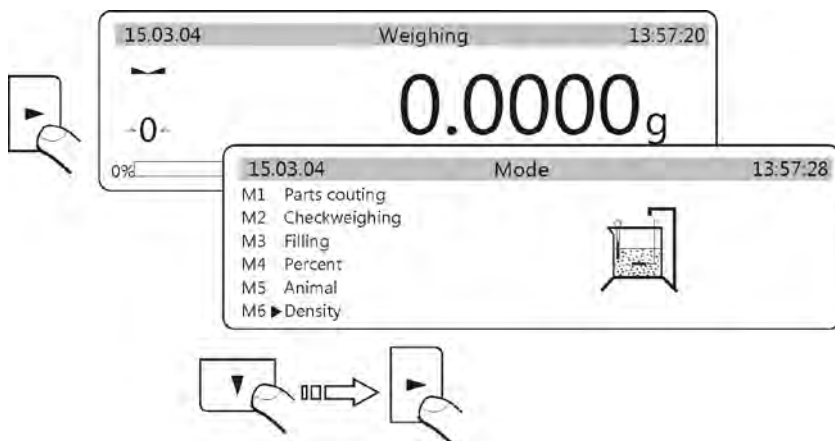 15.03.04 Weighing 13:57:20
0.0000g
→0←
0%
15.03.04 Mode 13:57:28
M1 Parts couting
M2 Checkweighing
M3 Filling
M4 Percent
M5 Animal
M6 ▶Density